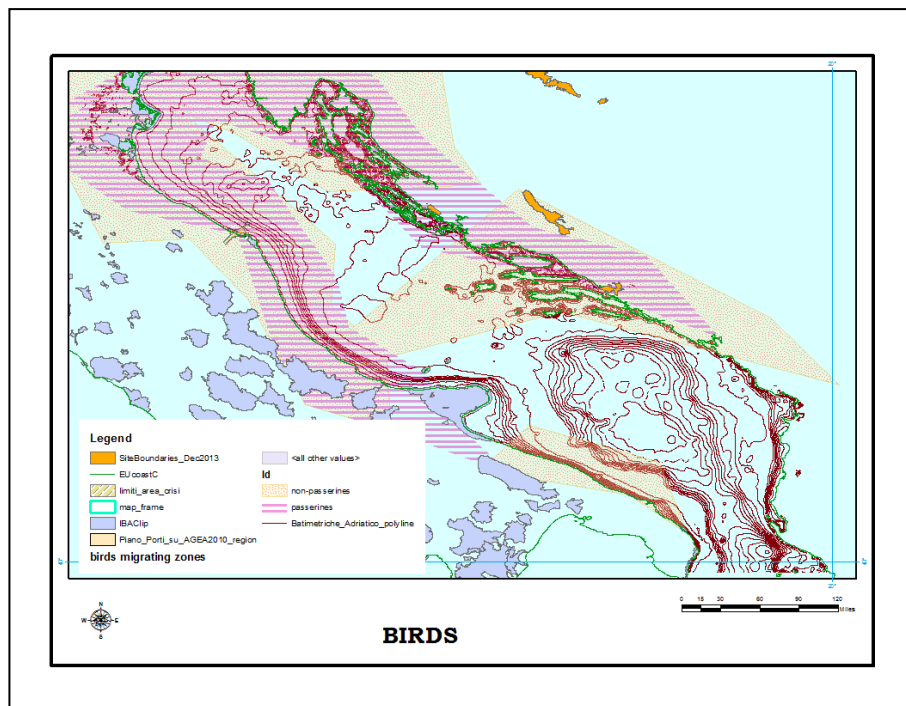 Legend
SiteBoundaries_Dec2013
EUcoastC
limiti_area_crisi
map_frame
IBAClip
Piano_Porti_su_AGEA2010_region
birds migrating zones
<all other values>
Id
non-passerines
passerines
Batimetriche_Adriatico_polyline
N
W E
S
BIRDS
0 15 30 60 90 120
Miles